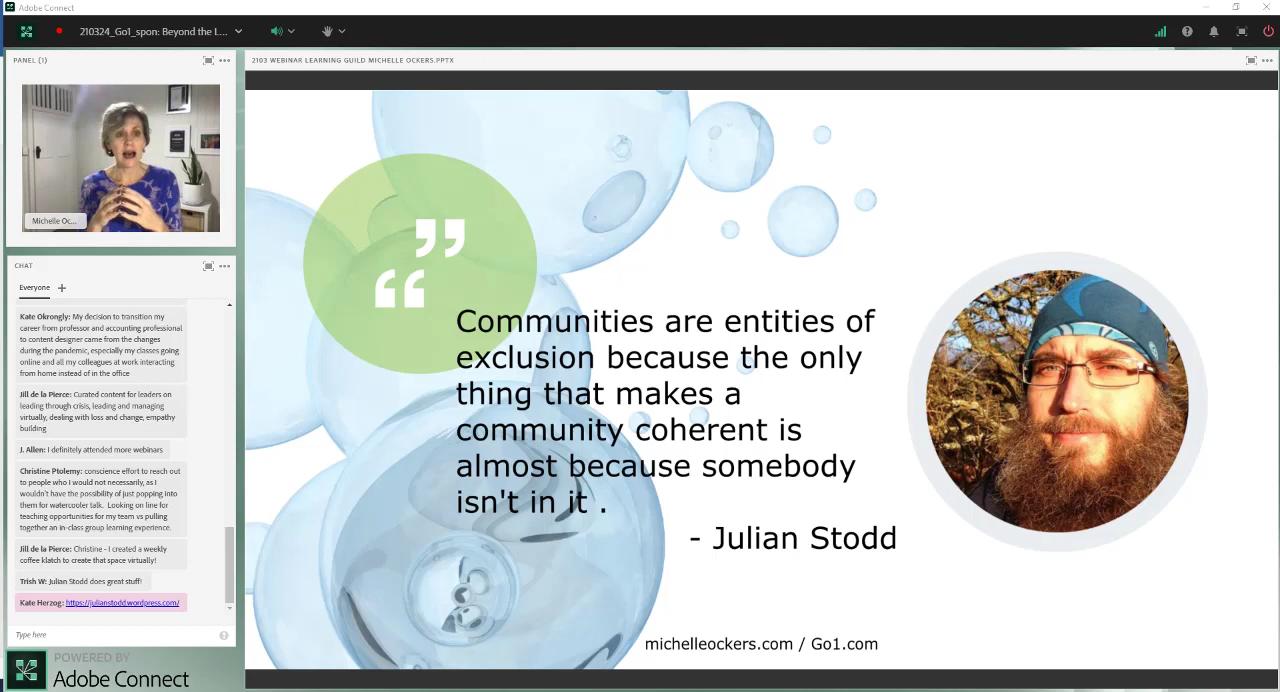 Adobe Connect
210324_Go1_spon: Beyond the L...
PANEL (1)
Michelle Oc...
CHAT
Everyone
Kate Okrongly: My decision to transition my
career from professor and accounting professional
to content designer came from the changes
during the pandemic, especially my classes going
online and all my colleagues at work interacting
from home instead of in the office
Jill de la Pierce: Curated content for leaders on
leading through crisis, leading and managing
virtually, dealing with loss and change, empathy
building
J. Allen: I definitely attended more webinars
Christine Ptolemy: conscience effort to reach out
to people who I would not necessarily, as I
wouldn't have the possibility of just popping into
them for watercooler talk. Looking on line for
teaching opportunities for my team vs pulling
together an in-class group learning experience.
Jill de la Pierce: Christine - I created a weekly
coffee klatch to create that space virtually!
Trish W: Julian Stodd does great stuff!
Kate Herzog: https://julianstodd.wordpress.com/
Type here
POWERED BY
Adobe Connect
2103 WEBINAR LEARNING GUILD MICHELLE OCKERS.PPTX
Communities are entities of
exclusion because the only
thing that makes a
community coherent is
almost because somebody
isn't in it .
- Julian Stodd
michelleockers.com / Go1.com